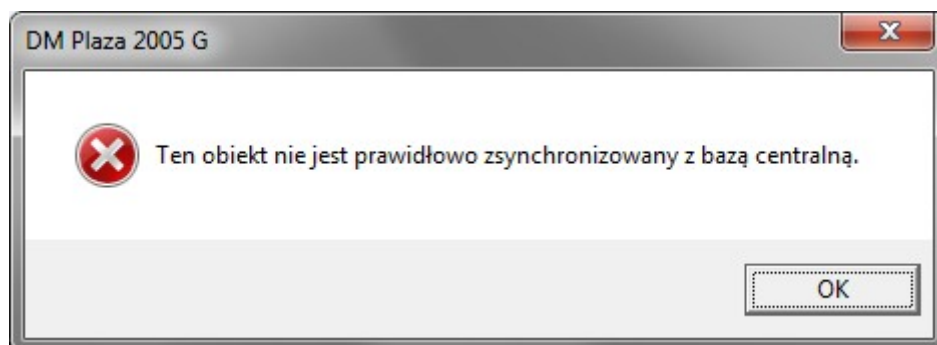 DM Plaza 2005 G
Ten obiekt nie jest prawidłowo zsynchronizowany z bazą centralną.
OK